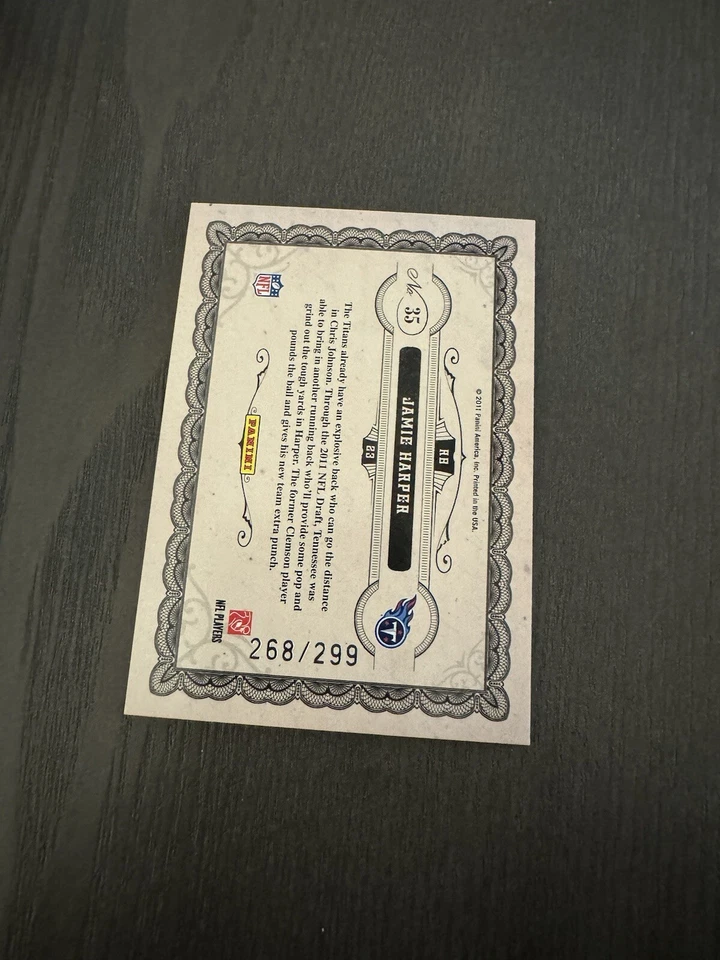 © 2011 Panini America, Inc. Printed in the USA.
RB
No 35
JAMIE HARPER
23
T
The Titans already have an explosive back who can go the distance
in Chris Johnson. Through the 2011 NFL Draft, Tennessee was
able to bring in another running back who'll provide some pop and
grind out the tough yards in Harper. The former Clemson player
pounds the ball and gives his new team extra punch.
NFL
PANINI
NFL PLAYERS
268/299